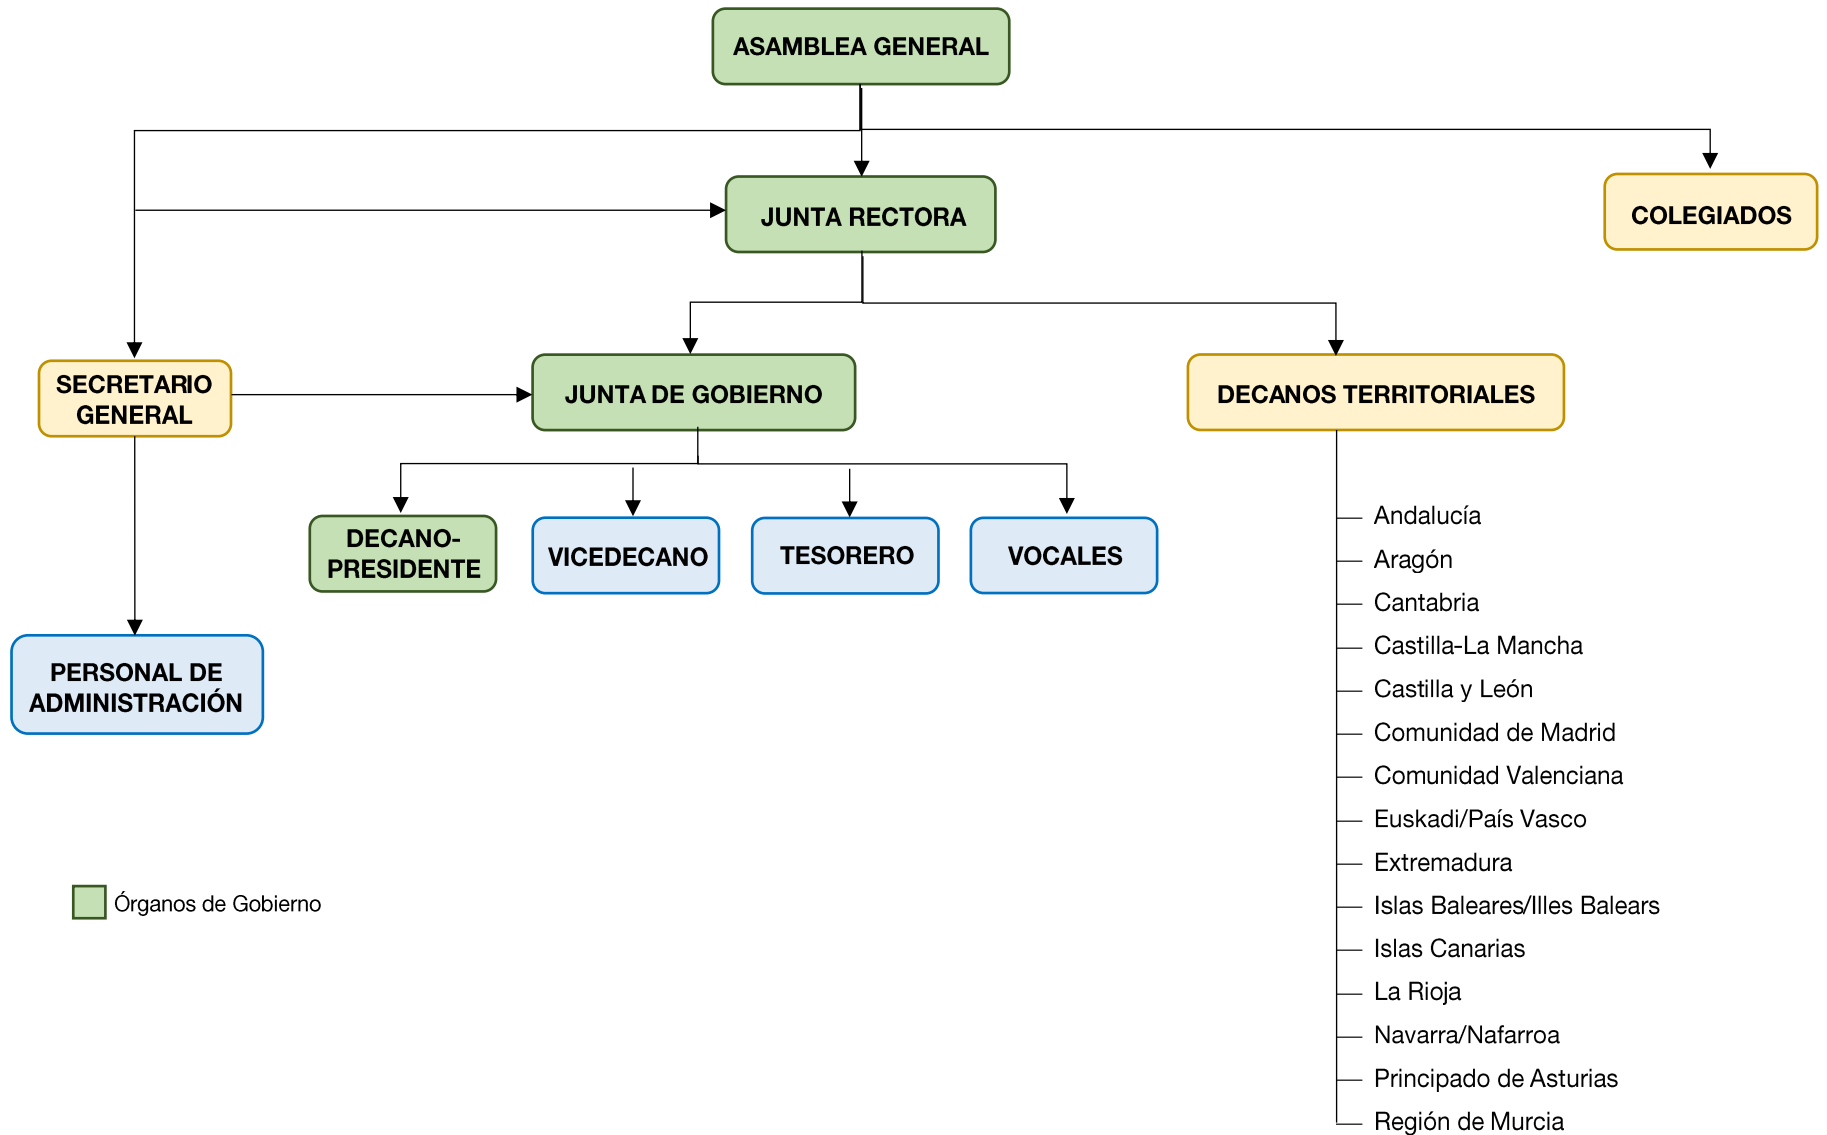 ASAMBLEA GENERAL
JUNTA RECTORA
COLEGIADOS
SECRETARIO
GENERAL
JUNTA DE GOBIERNO
DECANOS TERRITORIALES
DECANO-
PRESIDENTE
VICEDECANO
TESORERO
VOCALES
PERSONAL DE
ADMINISTRACIÓN
Andalucía
Aragón
Cantabria
Castilla-La Mancha
Castilla y León
Comunidad de Madrid
Comunidad Valenciana
Euskadi/País Vasco
Extremadura
Islas Baleares/Illes Balears
Islas Canarias
La Rioja
Navarra/Nafarroa
Principado de Asturias
Región de Murcia
Órganos de Gobierno